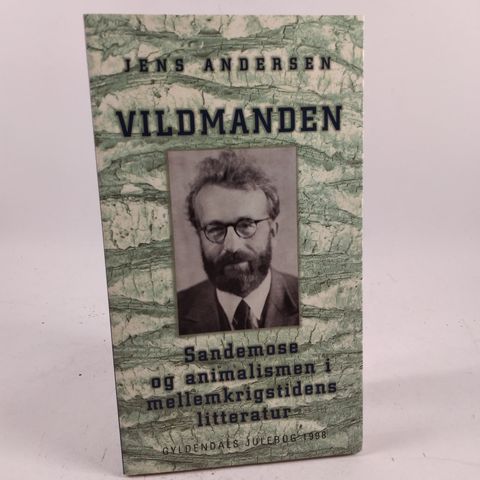 JENS ANDERSEN
VILDMANDEN
Sandemose
og animalismen i
mellemkrigstidens
litteratur
GYLDENDALS JULEBOG 1998